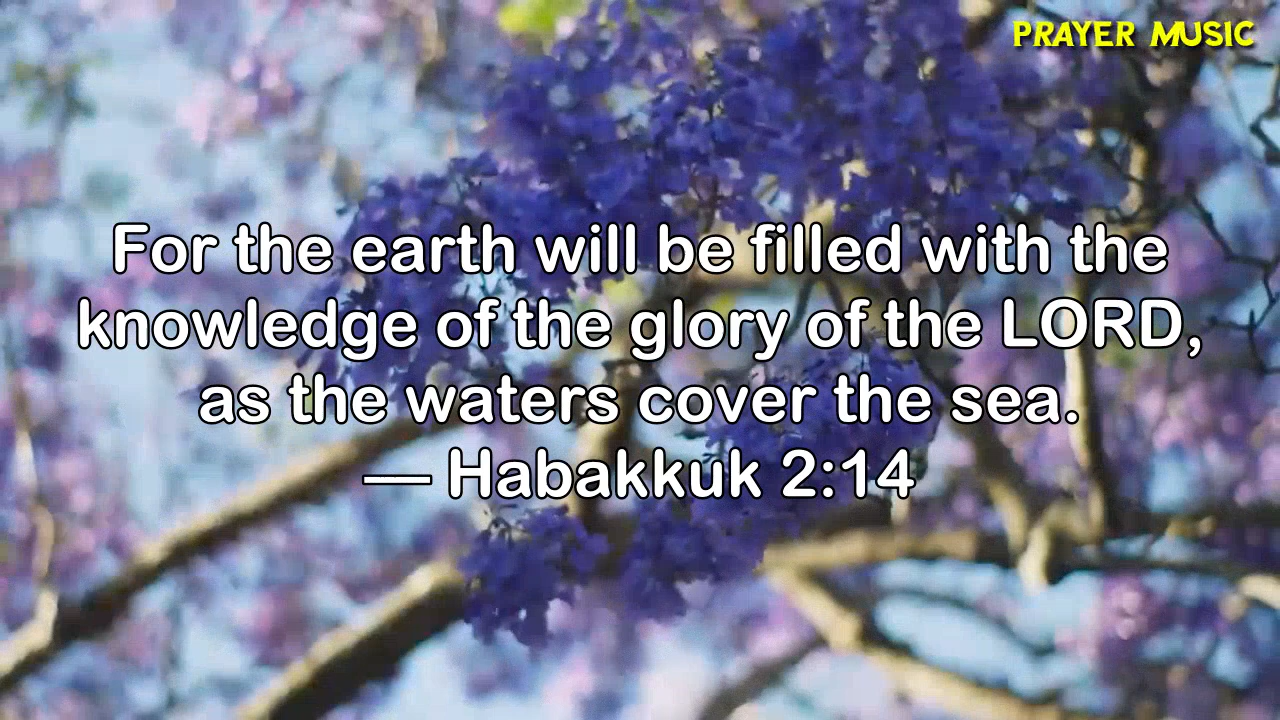 PRAYER MUSIC
For the earth will be filled with the
knowledge of the glory of the LORD,
as the waters cover the sea.
— Habakkuk 2:14